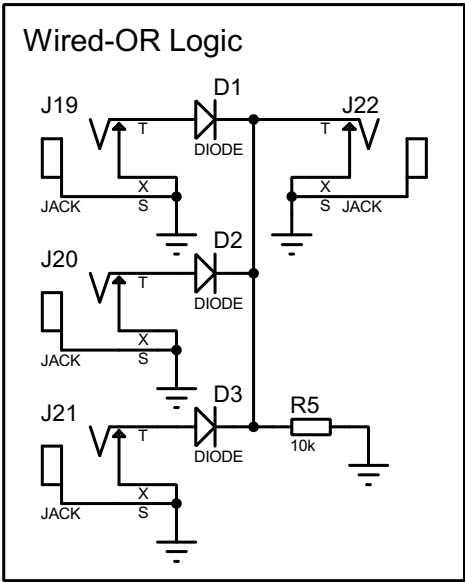 Wired-OR Logic
D1
J19
J22
T
T
DIODE
X
X
JACK
S
S
JACK
D2
J20
T
DIODE
X
JACK
S
D3
J21
R5
T
DIODE
10k
X
JACK
S